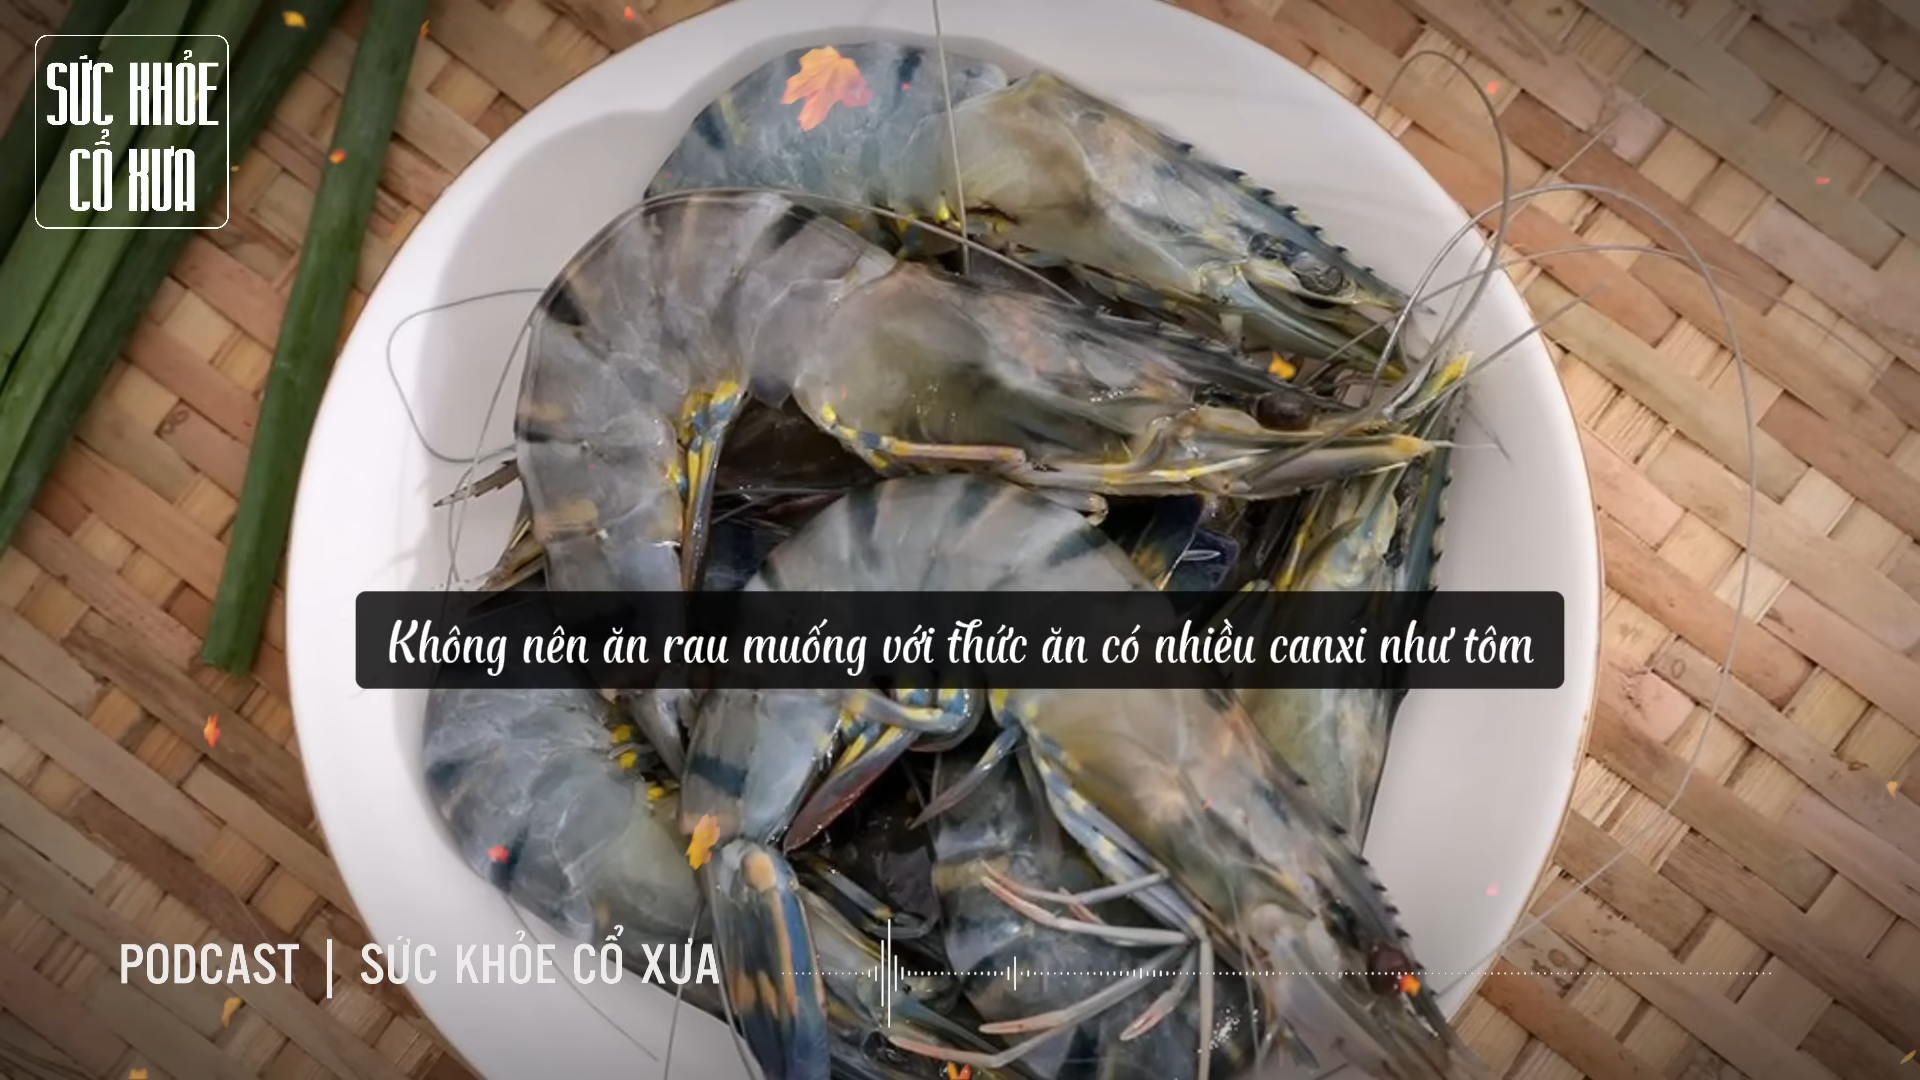 SỨC KHỎE
CỔ XƯA
Không nên ăn rau muống với thức ăn có nhiều canxi như tôm
PODCAST | SỨC KHỎE CỔ XƯA